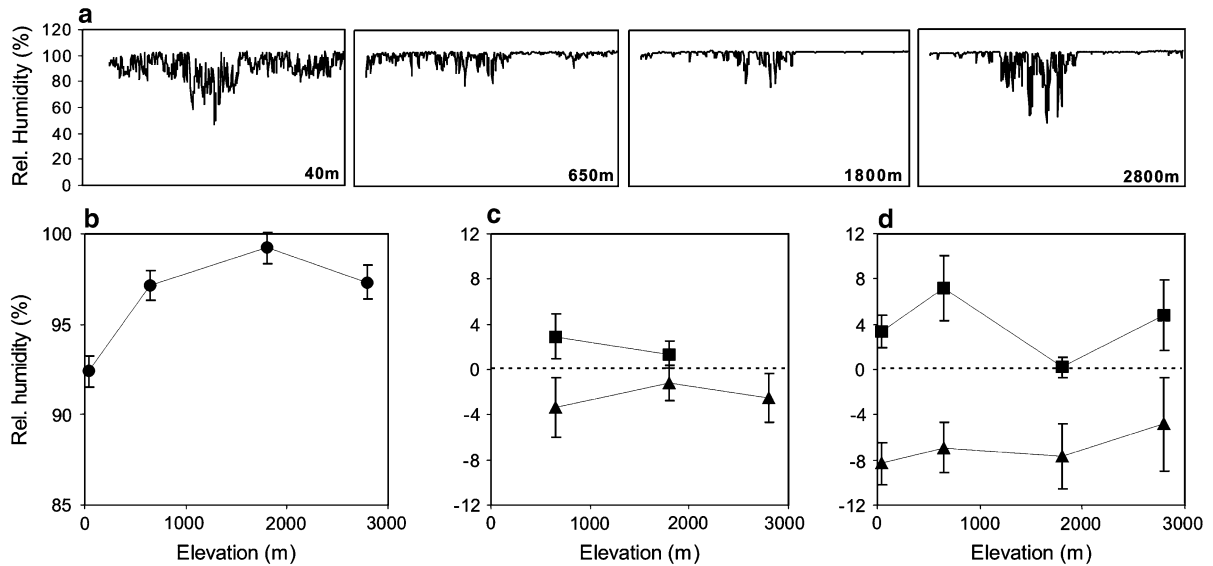 a
Rel. Humidity (%)
120
100
80
60
40
20
0
40m
650m
1800m
2800m
b
Rel. humidity (%)
100
95
90
85
0
1000
2000
3000
Elevation (m)
c
12
8
4
0
-4
-8
-12
0
1000
2000
3000
Elevation (m)
d
12
8
4
0
-4
-8
-12
0
1000
2000
3000
Elevation (m)